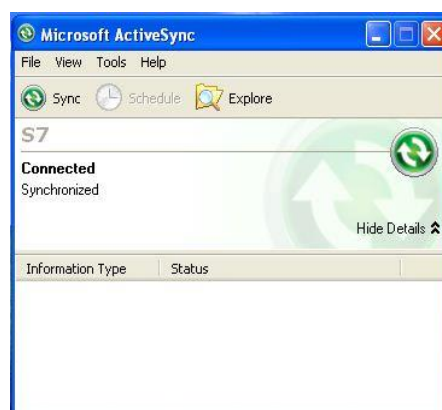 Microsoft ActiveSync
File View Tools Help
Sync Schedule Explore
S7
Connected
Synchronized
Hide Details
Information Type Status